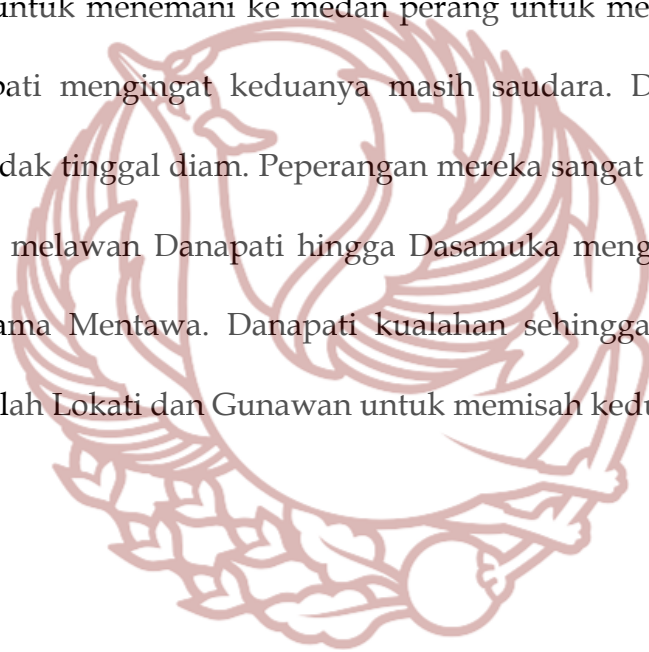 untuk menemani ke medan perang untuk me
pati mengingat keduanya masih saudara. D
dak tinggal diam. Peperangan mereka sangat
melawan Danapati hingga Dasamuka meng
ama Mentawa. Danapati kualahan sehingga
lah Lokati dan Gunawan untuk memisah kedu